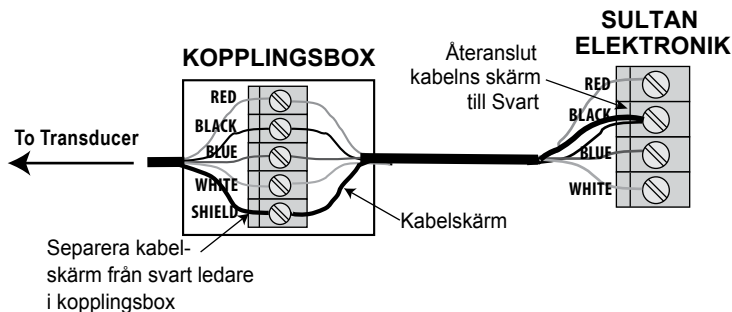 SULTAN
ELEKTRONIK
KOPPLINGSBOX
Återanslut
kabelns skärm
till Svart
RED
BLACK
BLUE
WHITE
SHIELD
RED
BLACK
BLUE
WHITE
To Transducer
Kabelskärm
Separera kabel-
skärm från svart ledare
i kopplingsbox